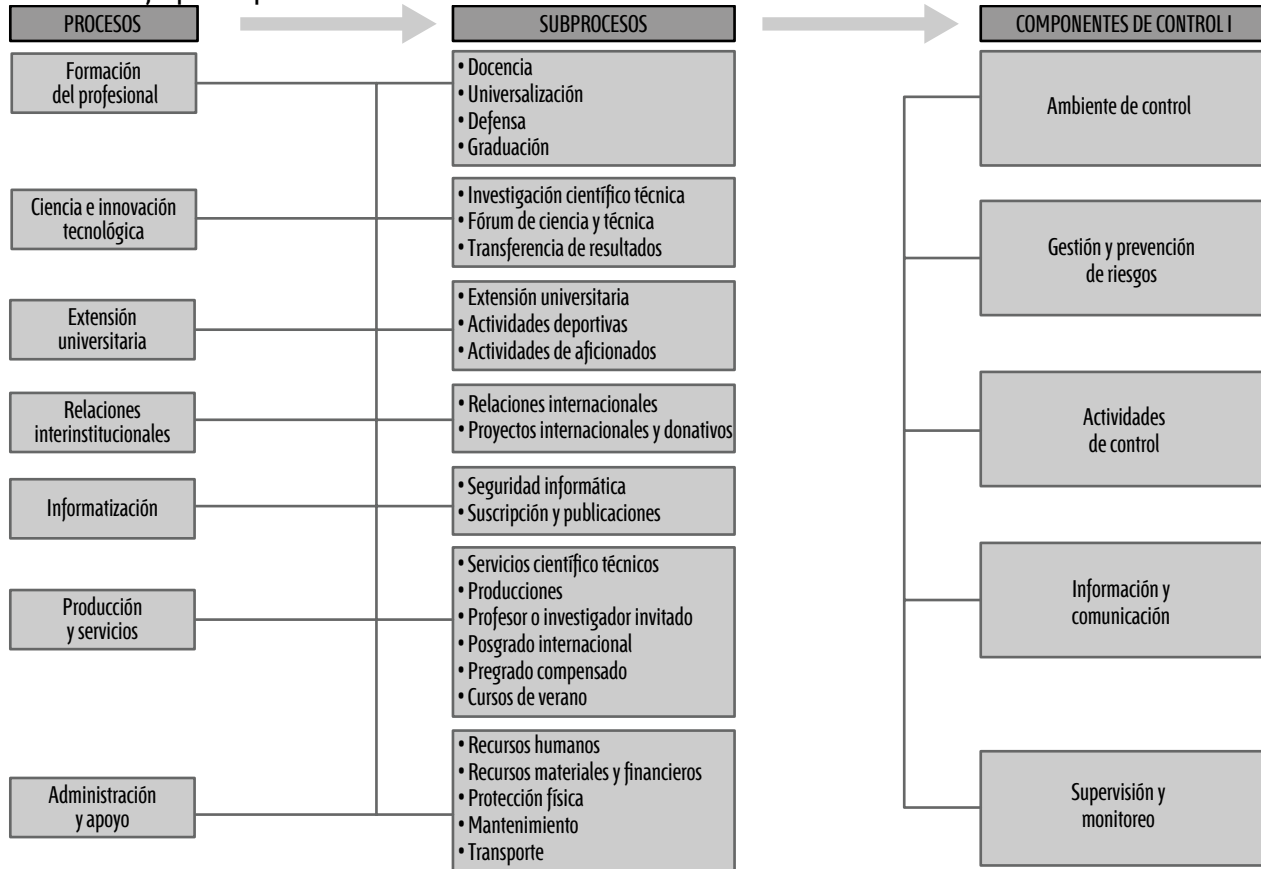 PROCESOS
SUBPROCESOS
COMPONENTES DE CONTROL I
Formación
del profesional
• Docencia
• Universalización
• Defensa
• Graduación
Ciencia e innovación
tecnológica
• Investigación científico técnica
• Fórum de ciencia y técnica
• Transferencia de resultados
Extensión
universitaria
• Extensión universitaria
• Actividades deportivas
• Actividades de aficionados
Relaciones
interinstitucionales
• Relaciones internacionales
• Proyectos internacionales y donativos
Informatización
• Seguridad informática
• Suscripción y publicaciones
Producción
y servicios
• Servicios científico técnicos
• Producciones
• Profesor o investigador invitado
• Posgrado internacional
• Pregrado compensado
• Cursos de verano
Administración
y apoyo
• Recursos humanos
• Recursos materiales y financieros
• Protección física
• Mantenimiento
• Transporte
Ambiente de control
Gestión y prevención
de riesgos
Actividades
de control
Información y
comunicación
Supervisión y
monitoreo